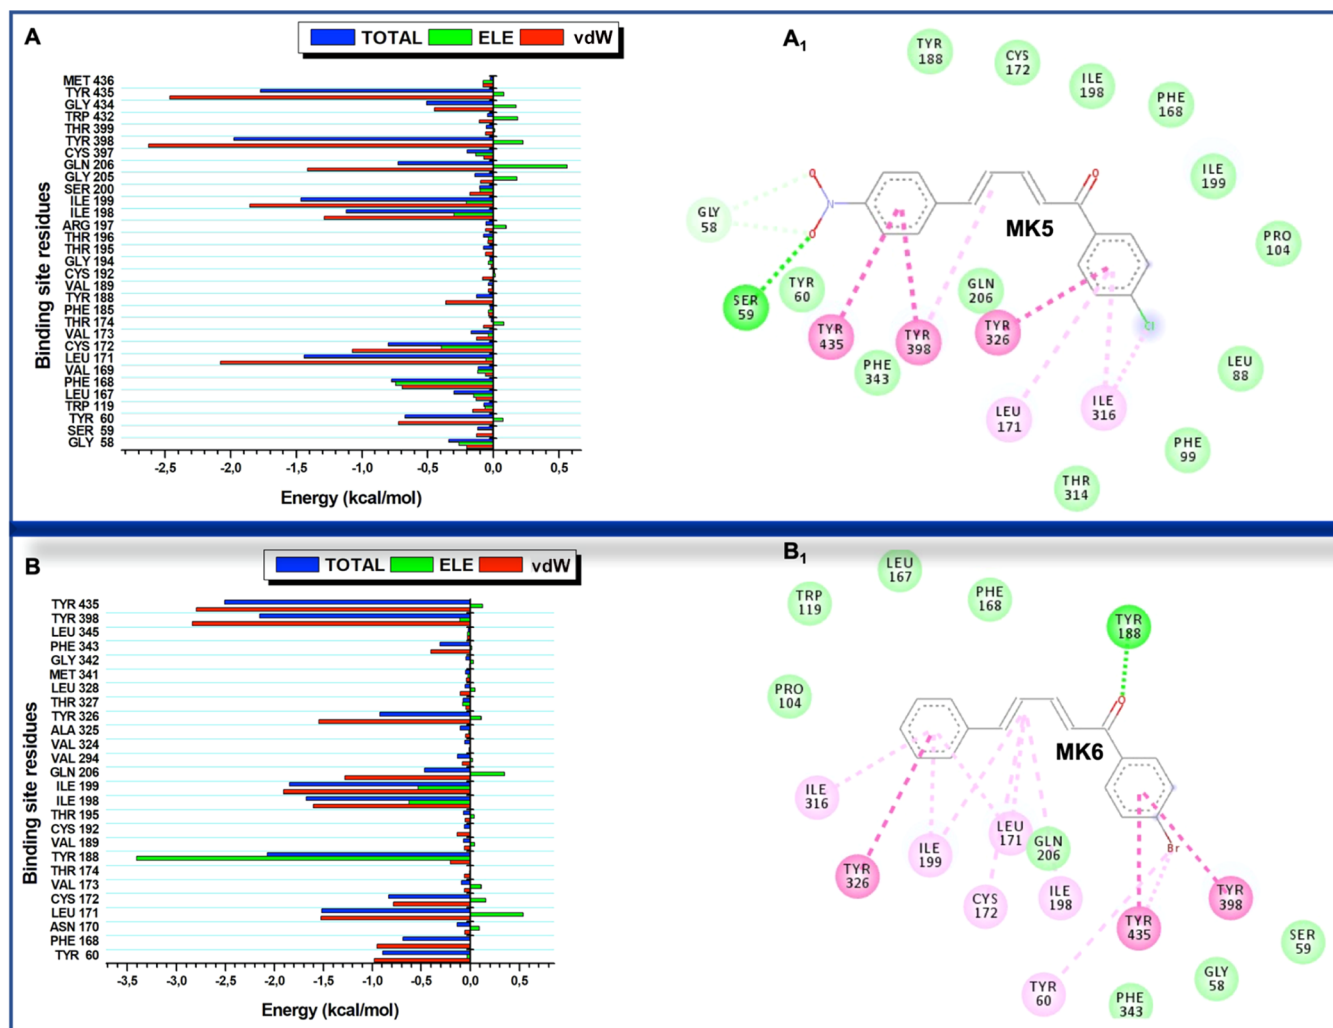 A
TOTAL ELE vdW
Binding site residues
MET 436
TYR 435
GLY 434
TRP 432
THR 399
TYR 398
CYS 397
GLN 206
GLY 205
SER 200
ILE 199
ILE 198
ARG 197
THR 196
THR 195
GLY 194
CYS 192
VAL 189
TYR 188
PHE 185
THR 174
VAL 173
CYS 172
LEU 171
VAL 169
PHE 168
LEU 167
TRP 119
TYR 60
SER 59
GLY 58
-2,5 -2,0 -1,5 -1,0 -0,5 0,0 0,5
Energy (kcal/mol)
A1
TYR
188
CYS
172
ILE
198
PHE
168
ILE
199
PRO
104
GLY
58
O
N
O
O
MK5
SER
59
TYR
60
GLN
206
TYR
435
TYR
398
TYR
326
Cl
PHE
343
LEU
88
LEU
171
ILE
316
PHE
99
THR
314
B
TOTAL ELE vdW
Binding site residues
TYR 435
TYR 398
LEU 345
PHE 343
GLY 342
MET 341
LEU 328
THR 327
TYR 326
ALA 325
VAL 324
VAL 294
GLN 206
ILE 199
ILE 198
THR 195
CYS 192
VAL 189
TYR 188
THR 174
VAL 173
CYS 172
LEU 171
ASN 170
PHE 168
TYR 60
-3,5 -3,0 -2,5 -2,0 -1,5 -1,0 -0,5 0,0 0,5
Energy (kcal/mol)
B1
LEU
167
TRP
119
PHE
168
TYR
188
PRO
104
O
MK6
ILE
316
LEU
171
ILE
199
GLN
206
Br
TYR
326
CYS
172
ILE
198
TYR
398
TYR
435
SER
59
TYR
60
PHE
343
GLY
58